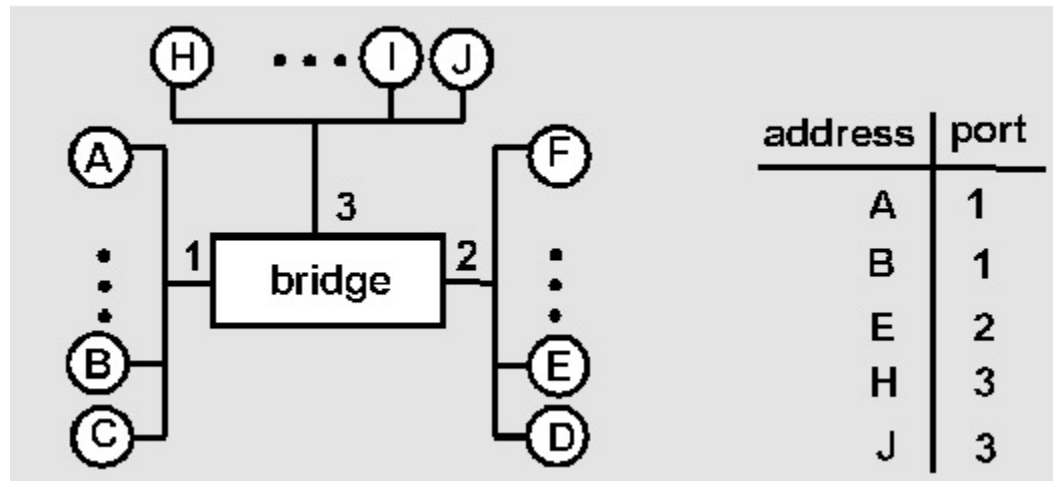 H ••• I J
A
F
3
1
bridge
2
B
E
C
D
address port
A 1
B 1
E 2
H 3
J 3